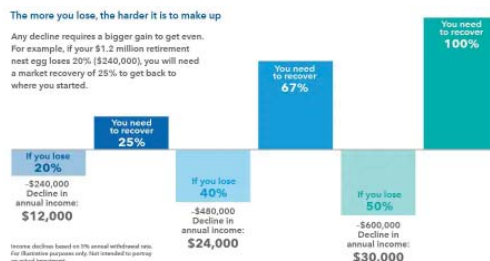 The more you lose, the harder it is to make up
Any decline requires a bigger gain to get even.
For example, if your $1.2 million retirement
nest egg loses 20% ($240,000), you will need
a market recovery of 25% to get back to
where you started.
You need
to recover
25%
If you lose
20%
-$240,000
Decline in
annual income:
$12,000
You need
to recover
67%
If you lose
40%
-$480,000
Decline in
annual income:
$24,000
You need
to recover
100%
If you lose
50%
-$600,000
Decline in
annual income:
$30,000
Income declines based on 5% annual withdrawal rate.
For illustrative purposes only. Not intended to portray
an actual investment.